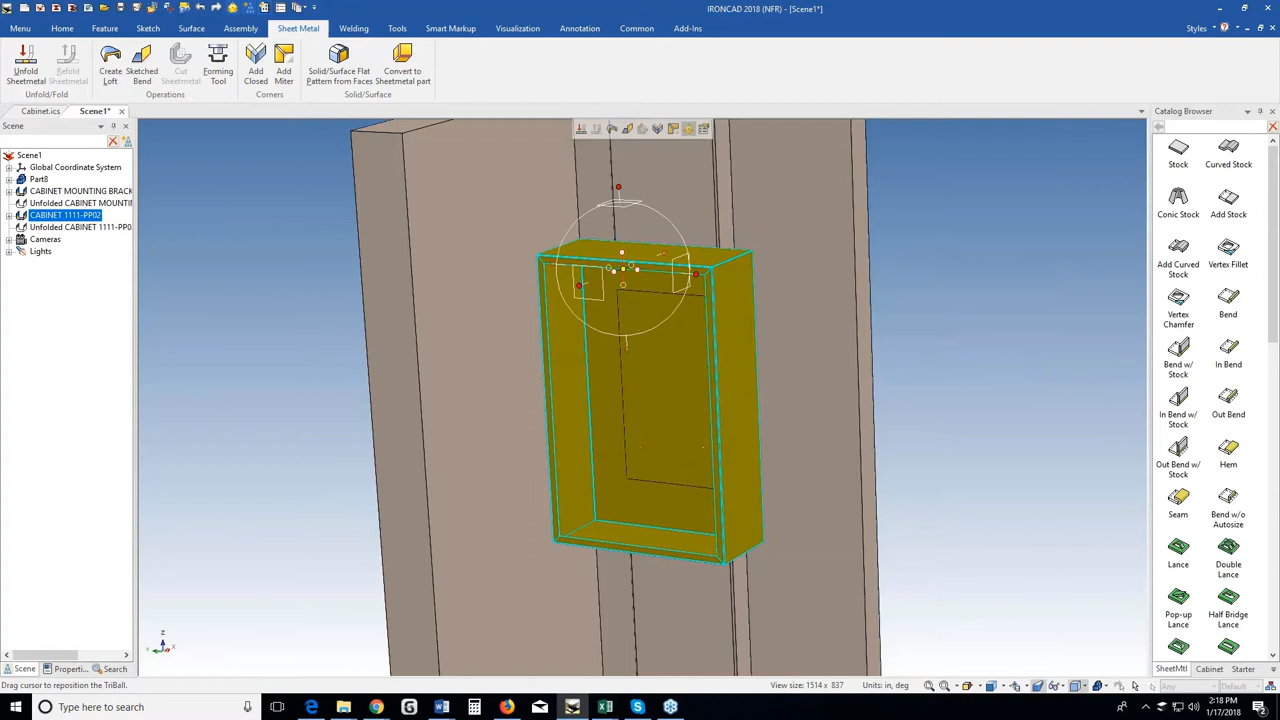 IRONCAD 2018 (NFR) - [Scene1*]
Menu Home Feature Sketch Surface Assembly Sheet Metal Welding Tools Smart Markup Visualization Annotation Common Add-Ins Styles
Unfold Sheetmetal
Refold Sheetmetal
Create Loft
Sketched Bend
Cut Sheetmetal
Forming Tool
Add Closed
Add Miter
Solid/Surface Flat Pattern from Faces
Convert to Sheetmetal part
Unfold/Fold Operations Corners Solid/Surface
Cabinet.ics Scene1*
Scene
Catalog Browser
Scene1
Global Coordinate System
Part8
CABINET MOUNTING BRACK
Unfolded CABINET MOUNTI
CABINET 1111-PP02
Unfolded CABINET 1111-PP0
Cameras
Lights
Stock Curved Stock
Conic Stock Add Stock
Add Curved Stock Vertex Fillet
Vertex Chamfer Bend
Bend w/ Stock In Bend
In Bend w/ Stock Out Bend
Out Bend w/ Stock Hem
Seam Bend w/o Autosize
Lance Double Lance
Pop-up Lance Half Bridge Lance
Z
Y X
Scene Properti... Search
SheetMtl Cabinet Starter
Drag cursor to reposition the TriBall.
View size: 1514 x 837 Units: in, deg
Any Default
Type here to search
2:18 PM
1/17/2018